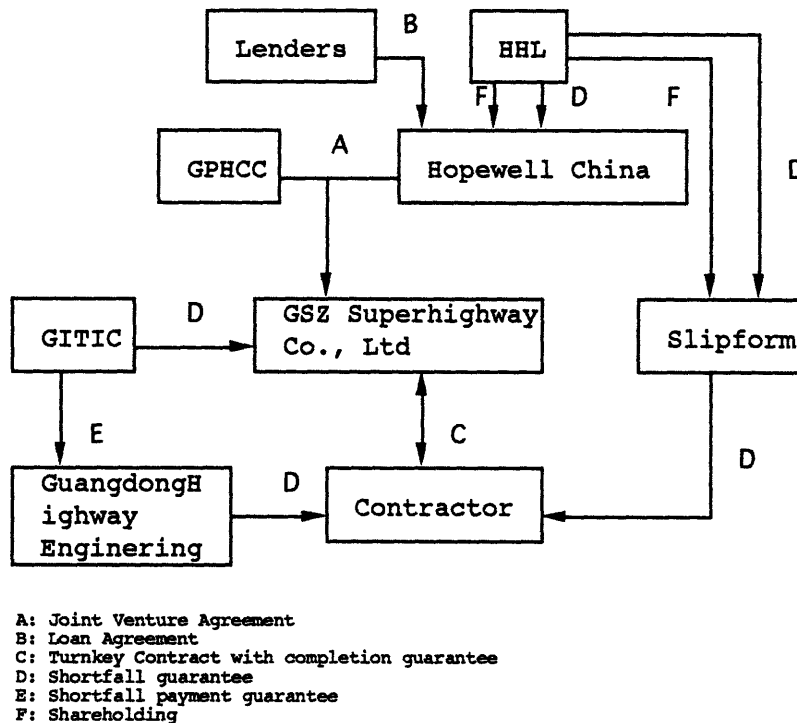 B
Lenders
HHL
F
D
F
A
GPHCC
Hopewell China
D
GITIC
D
GSZ Superhighway
Co., Ltd
Slipform
E
C
D
GuangdongH
ighway
Enginering
D
Contractor
A: Joint Venture Agreement
B: Loan Agreement
C: Turnkey Contract with completion guarantee
D: Shortfall guarantee
E: Shortfall payment guarantee
F: Shareholding